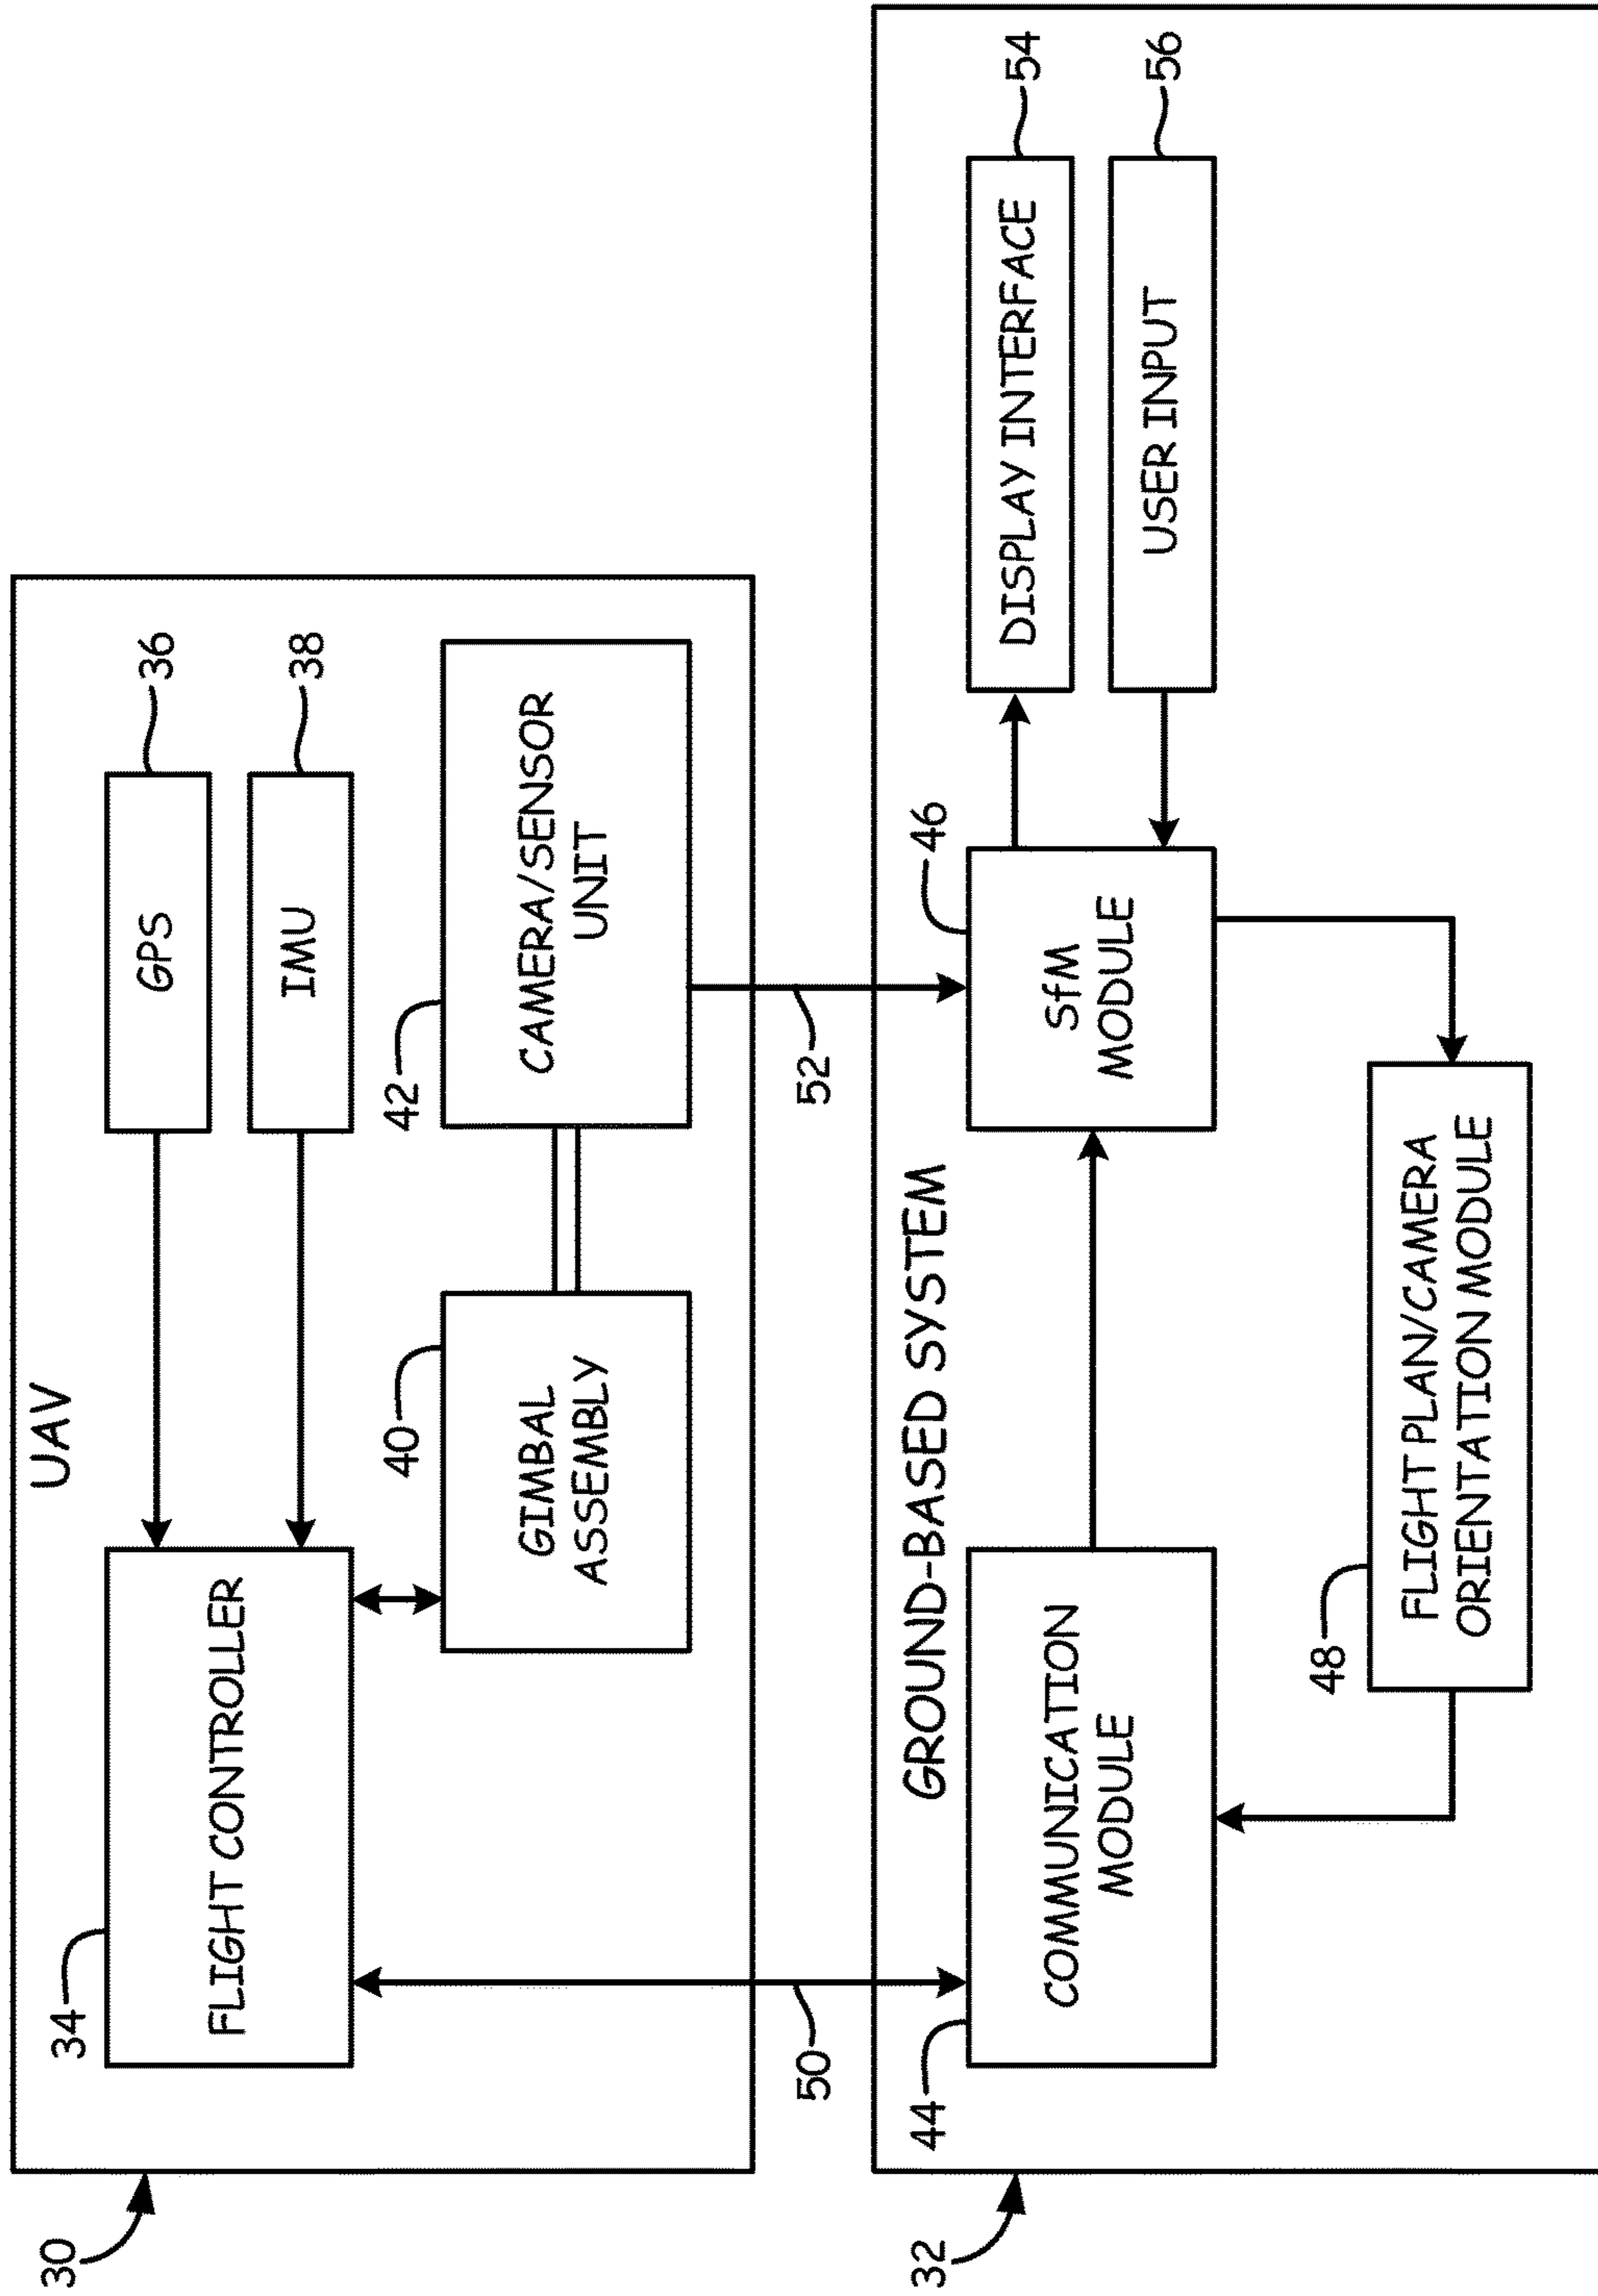 30
UAV
34
FLIGHT CONTROLLER
GPS
36
IMU
38
40
GIMBAL
ASSEMBLY
42
CAMERA/SENSOR
UNIT
50
52
32
GROUND-BASED SYSTEM
44
COMMUNICATION
MODULE
46
SfM
MODULE
DISPLAY INTERFACE
54
USER INPUT
56
48
FLIGHT PLAN/CAMERA
ORIENTATION MODULE